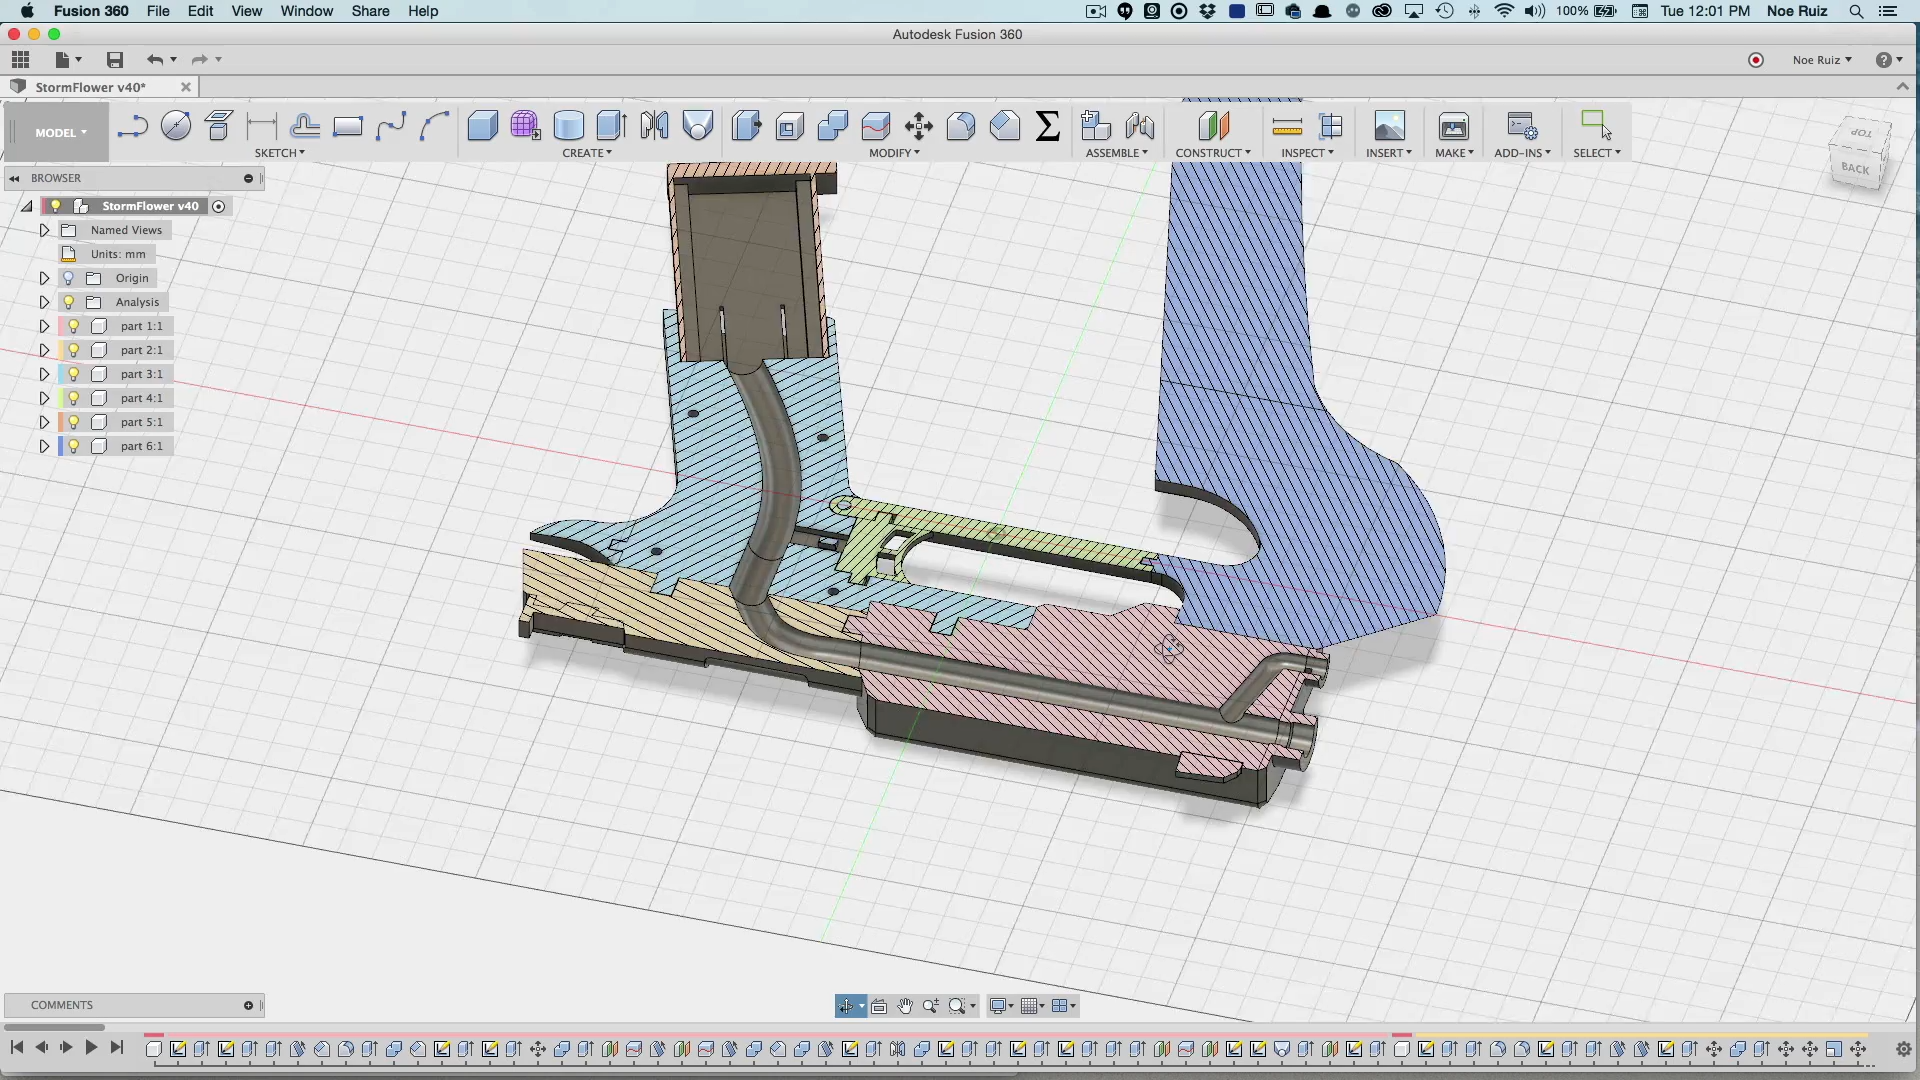 Fusion 360 File Edit View Window Share Help 100% Tue 12:01 PM Noe Ruiz
Autodesk Fusion 360
Noe Ruiz
StormFlower v40*
MODEL
SKETCH CREATE MODIFY ASSEMBLE CONSTRUCT INSPECT INSERT MAKE ADD-INS SELECT
TOP
BACK
BROWSER
StormFlower v40
Named Views
Units: mm
Origin
Analysis
part 1:1
part 2:1
part 3:1
part 4:1
part 5:1
part 6:1
COMMENTS